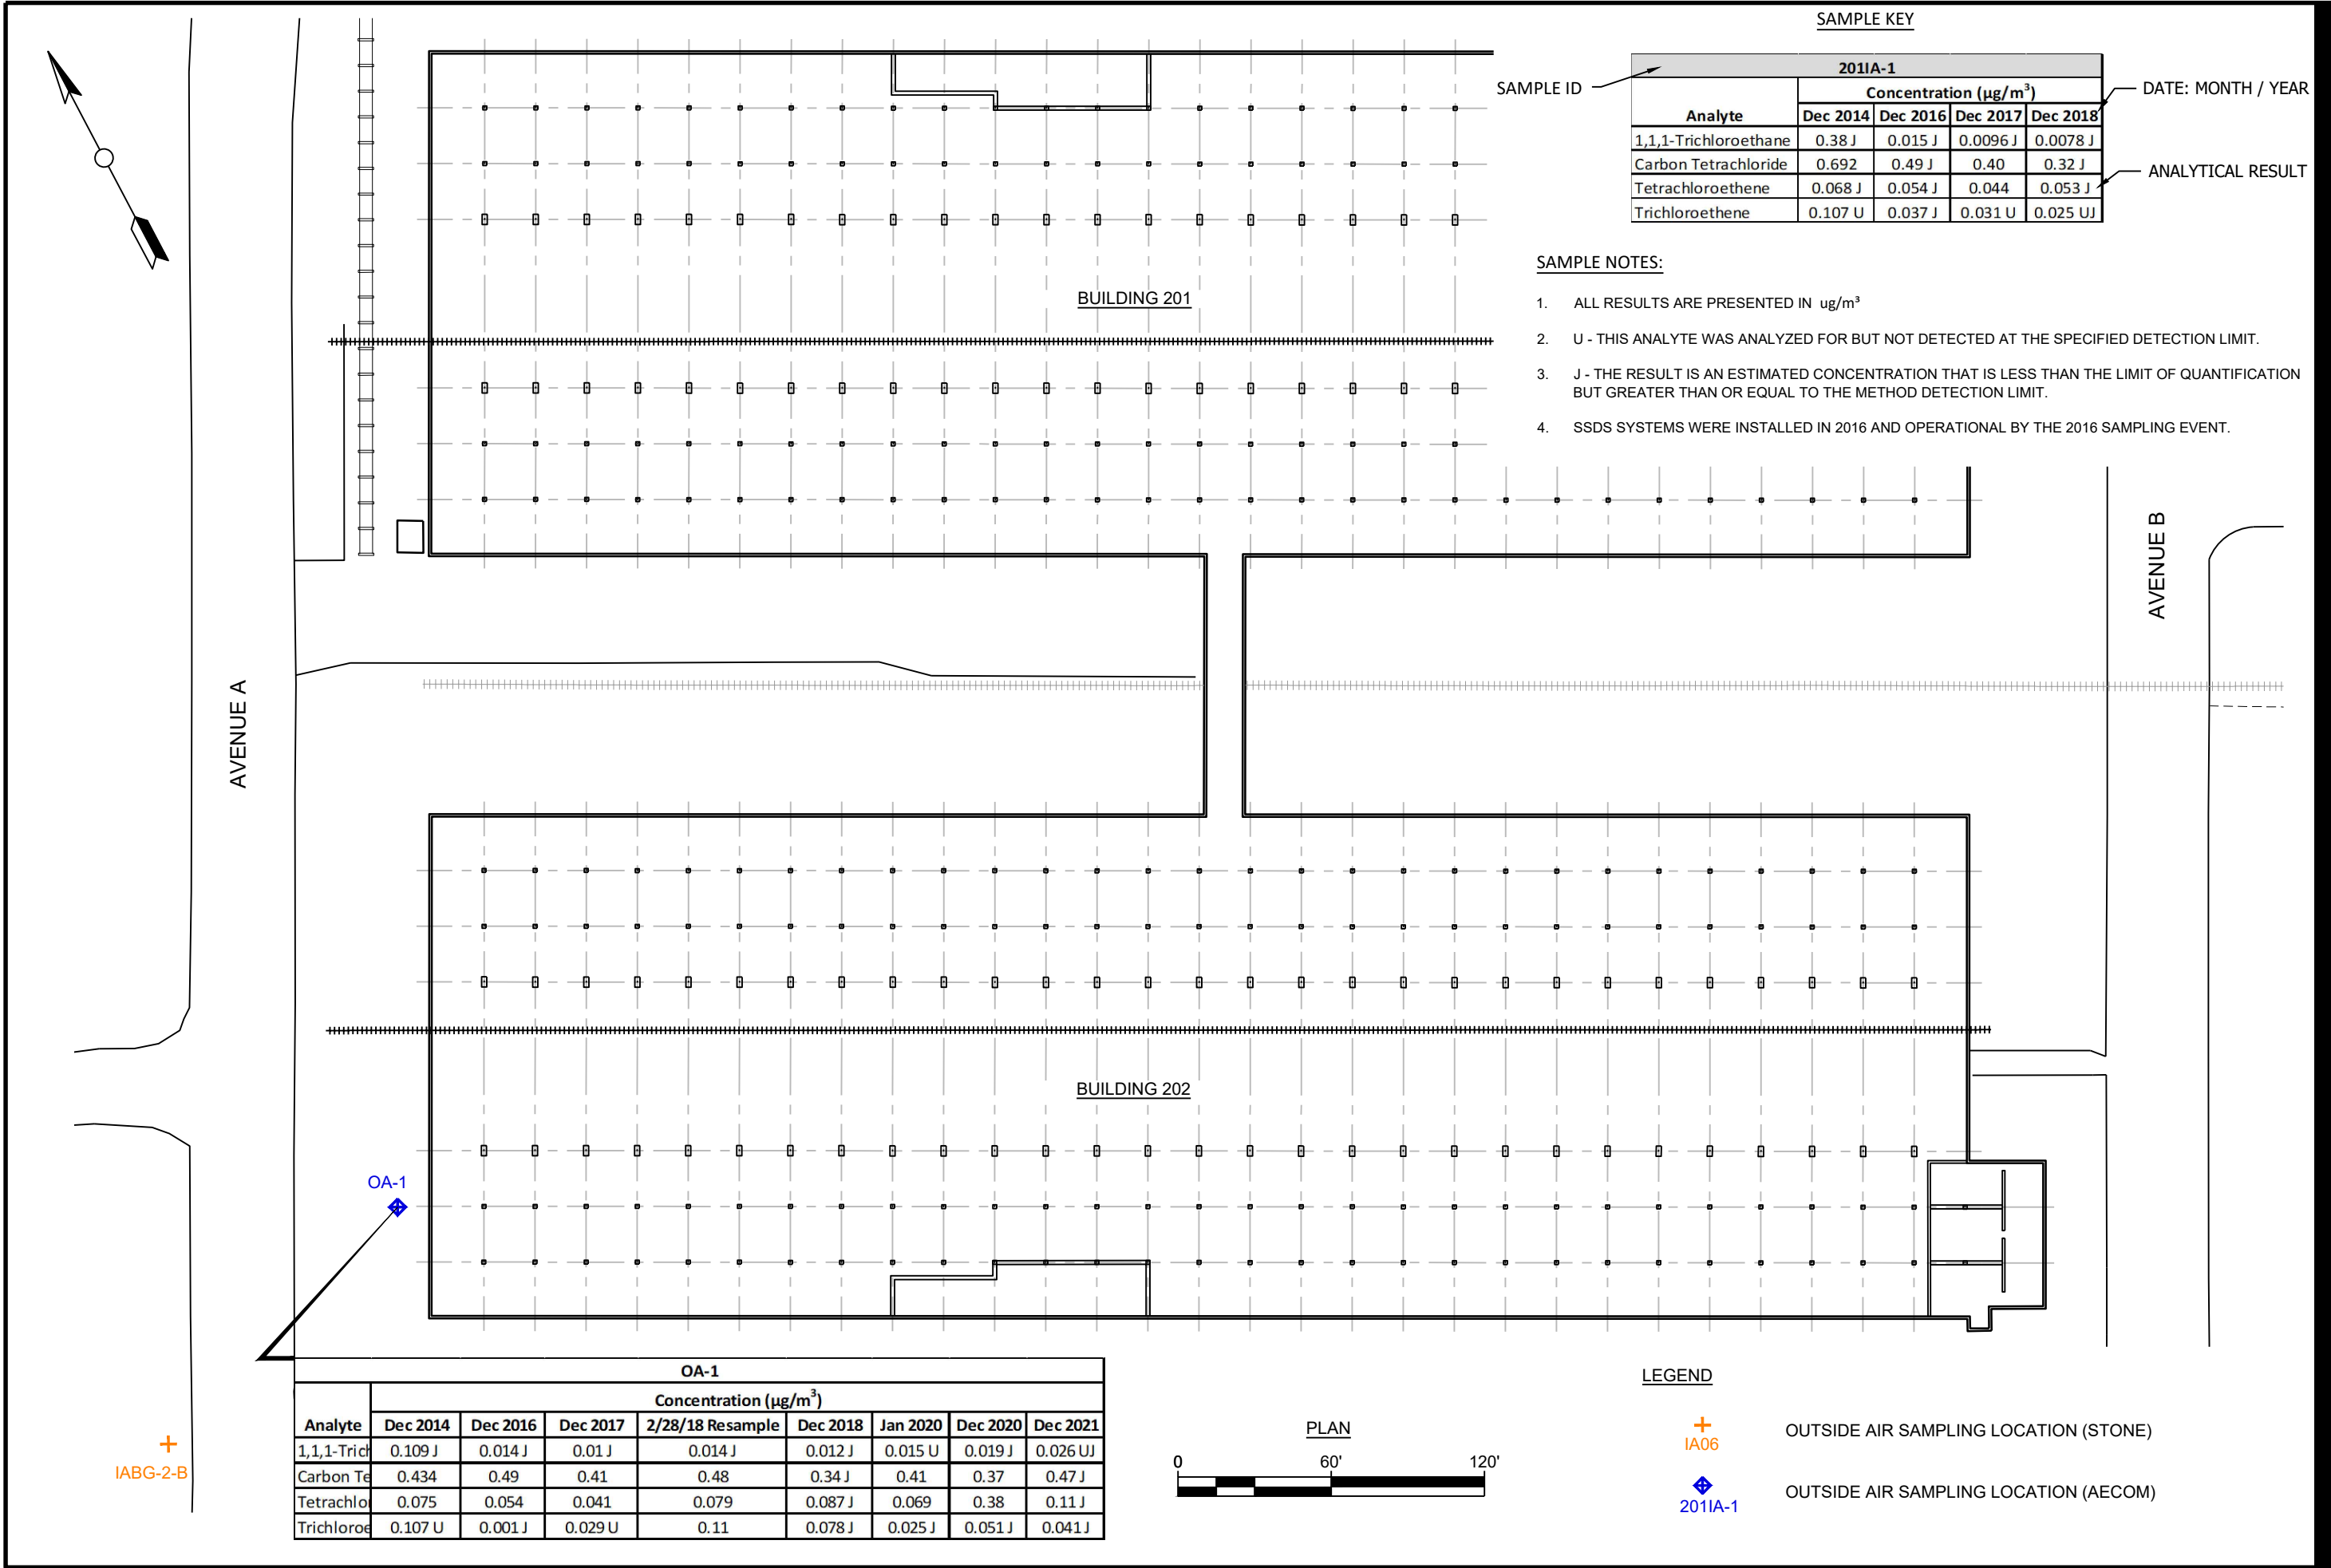 SAMPLE KEY
SAMPLE ID
201IA-1
Concentration (µg/m³)
Analyte Dec 2014 Dec 2016 Dec 2017 Dec 2018
1,1,1-Trichloroethane 0.38 J 0.015 J 0.0096 J 0.0078 J
Carbon Tetrachloride 0.692 0.49 J 0.40 0.32 J
Tetrachloroethene 0.068 J 0.054 J 0.044 0.053 J
Trichloroethene 0.107 U 0.037 J 0.031 U 0.025 UJ
DATE: MONTH / YEAR
ANALYTICAL RESULT
SAMPLE NOTES:
1. ALL RESULTS ARE PRESENTED IN ug/m³
2. U - THIS ANALYTE WAS ANALYZED FOR BUT NOT DETECTED AT THE SPECIFIED DETECTION LIMIT.
3. J - THE RESULT IS AN ESTIMATED CONCENTRATION THAT IS LESS THAN THE LIMIT OF QUANTIFICATION
BUT GREATER THAN OR EQUAL TO THE METHOD DETECTION LIMIT.
4. SSDS SYSTEMS WERE INSTALLED IN 2016 AND OPERATIONAL BY THE 2016 SAMPLING EVENT.
BUILDING 201
AVENUE B
AVENUE A
BUILDING 202
OA-1
OA-1
Concentration (µg/m³)
Analyte Dec 2014 Dec 2016 Dec 2017 2/28/18 Resample Dec 2018 Jan 2020 Dec 2020 Dec 2021
1,1,1-Trich 0.109 J 0.014 J 0.01 J 0.014 J 0.012 J 0.015 U 0.019 J 0.026 UJ
Carbon Te 0.434 0.49 0.41 0.48 0.34 J 0.41 0.37 0.47 J
Tetrachlor 0.075 0.054 0.041 0.079 0.087 J 0.069 0.38 0.11 J
Trichloroe 0.107 U 0.001 J 0.029 U 0.11 0.078 J 0.025 J 0.051 J 0.041 J
IABG-2-B
PLAN
0 60' 120'
LEGEND
IA06
OUTSIDE AIR SAMPLING LOCATION (STONE)
201IA-1
OUTSIDE AIR SAMPLING LOCATION (AECOM)